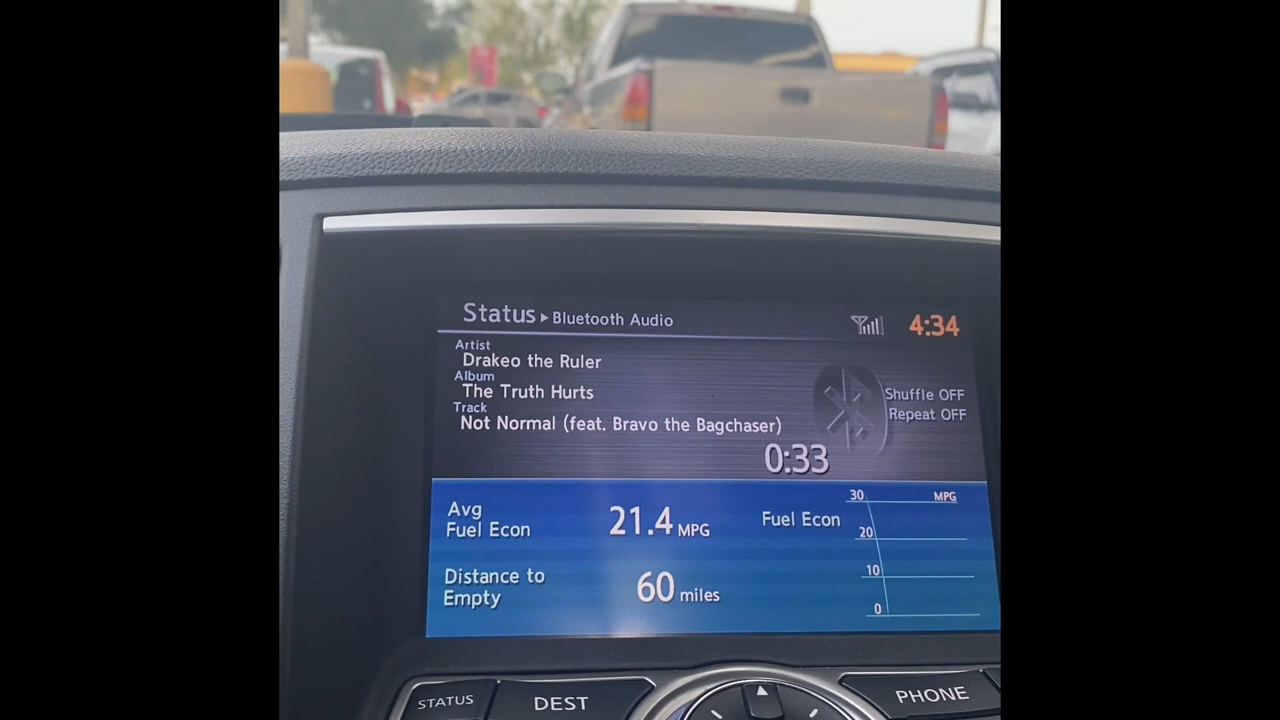 Status ▸ Bluetooth Audio 4:34
Artist
Drakeo the Ruler
Album
The Truth Hurts
Shuffle OFF
Track
Repeat OFF
Not Normal (feat. Bravo the Bagchaser)
0:33
30 MPG
Avg
Fuel Econ
21.4 MPG
Fuel Econ
20
10
Distance to
Empty
60 miles
0
STATUS
DEST
PHONE